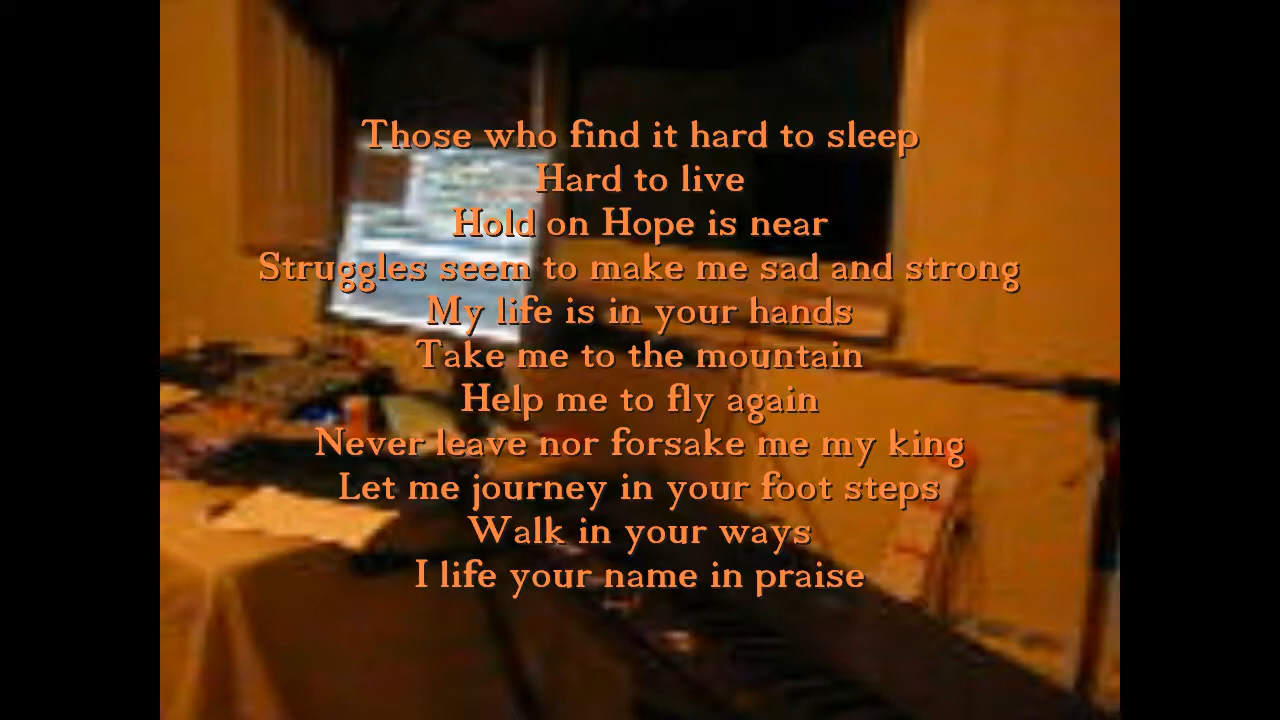 Those who find it hard to sleep
Hard to live
Hold on Hope is near
Struggles seem to make me sad and strong
My life is in your hands
Take me to the mountain
Help me to fly again
Never leave nor forsake me my king
Let me journey in your foot steps
Walk in your ways
I life your name in praise